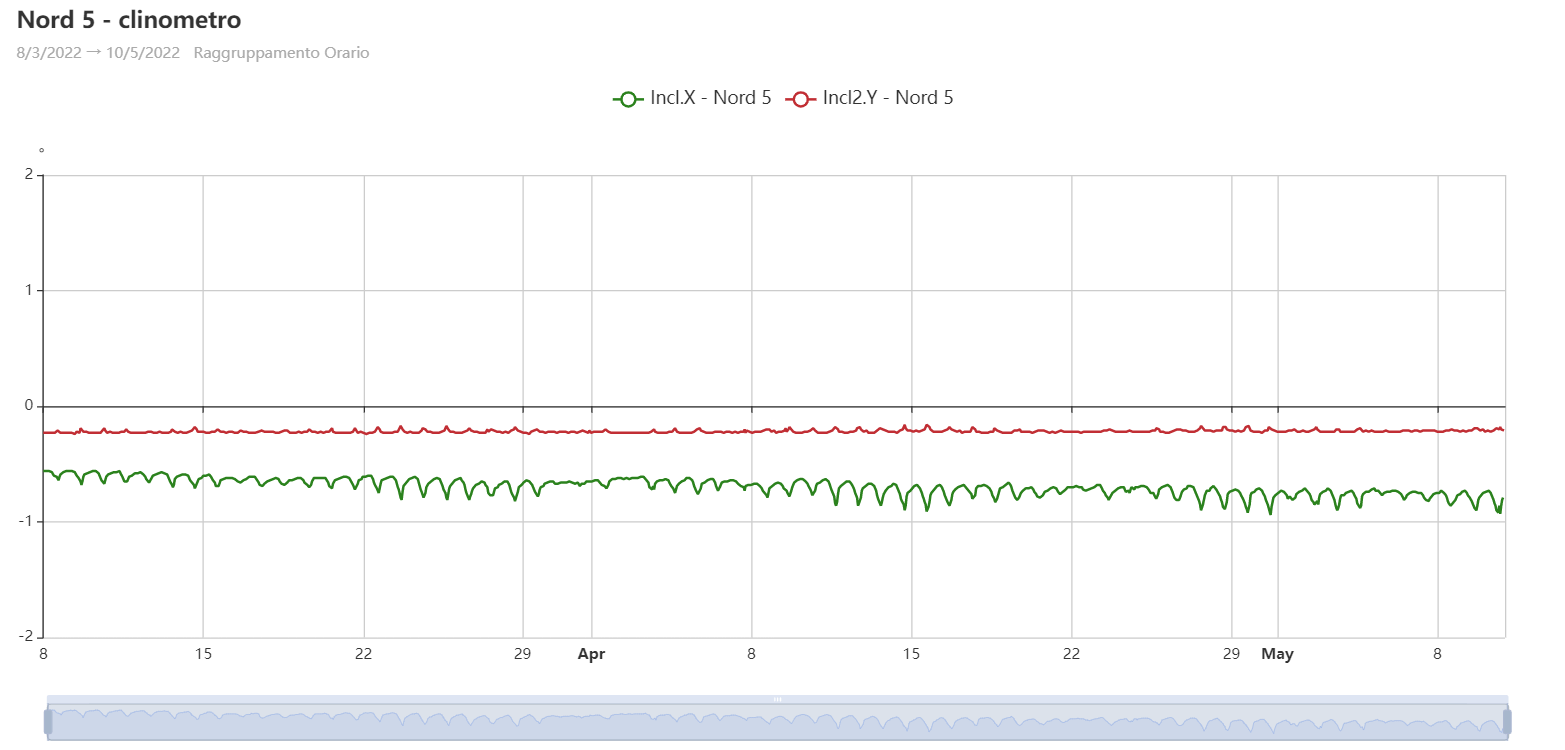 Nord 5 - clinometro
8/3/2022 → 10/5/2022 Raggruppamento Orario
Incl.X - Nord 5 Incl2.Y - Nord 5
°
2
1
0
-1
-2
8 15 22 29 Apr 8 15 22 29 May 8